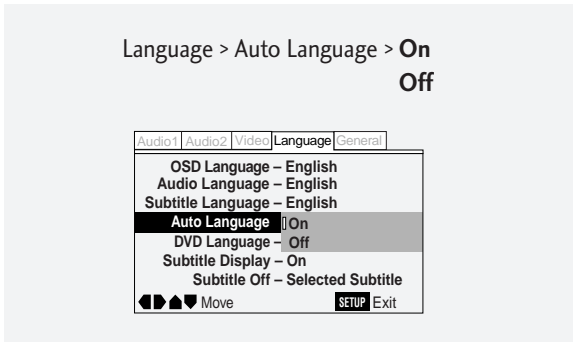 Language > Auto Language > On
Off
Audio1 Audio2 Video Language General
OSD Language – English
Audio Language – English
Subtitle Language – English
Auto Language On
DVD Language – Off
Subtitle Display – On
Subtitle Off – Selected Subtitle
Move SETUP Exit